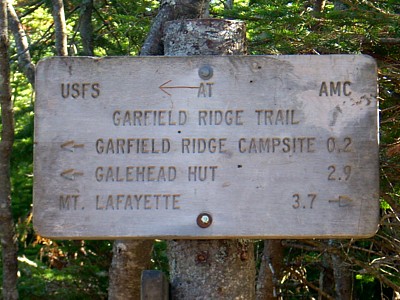 USFS ← AT AMC
GARFIELD RIDGE TRAIL
← GARFIELD RIDGE CAMPSITE 0.2
← GALEHEAD HUT 2.9
MT. LAFAYETTE 3.7 →